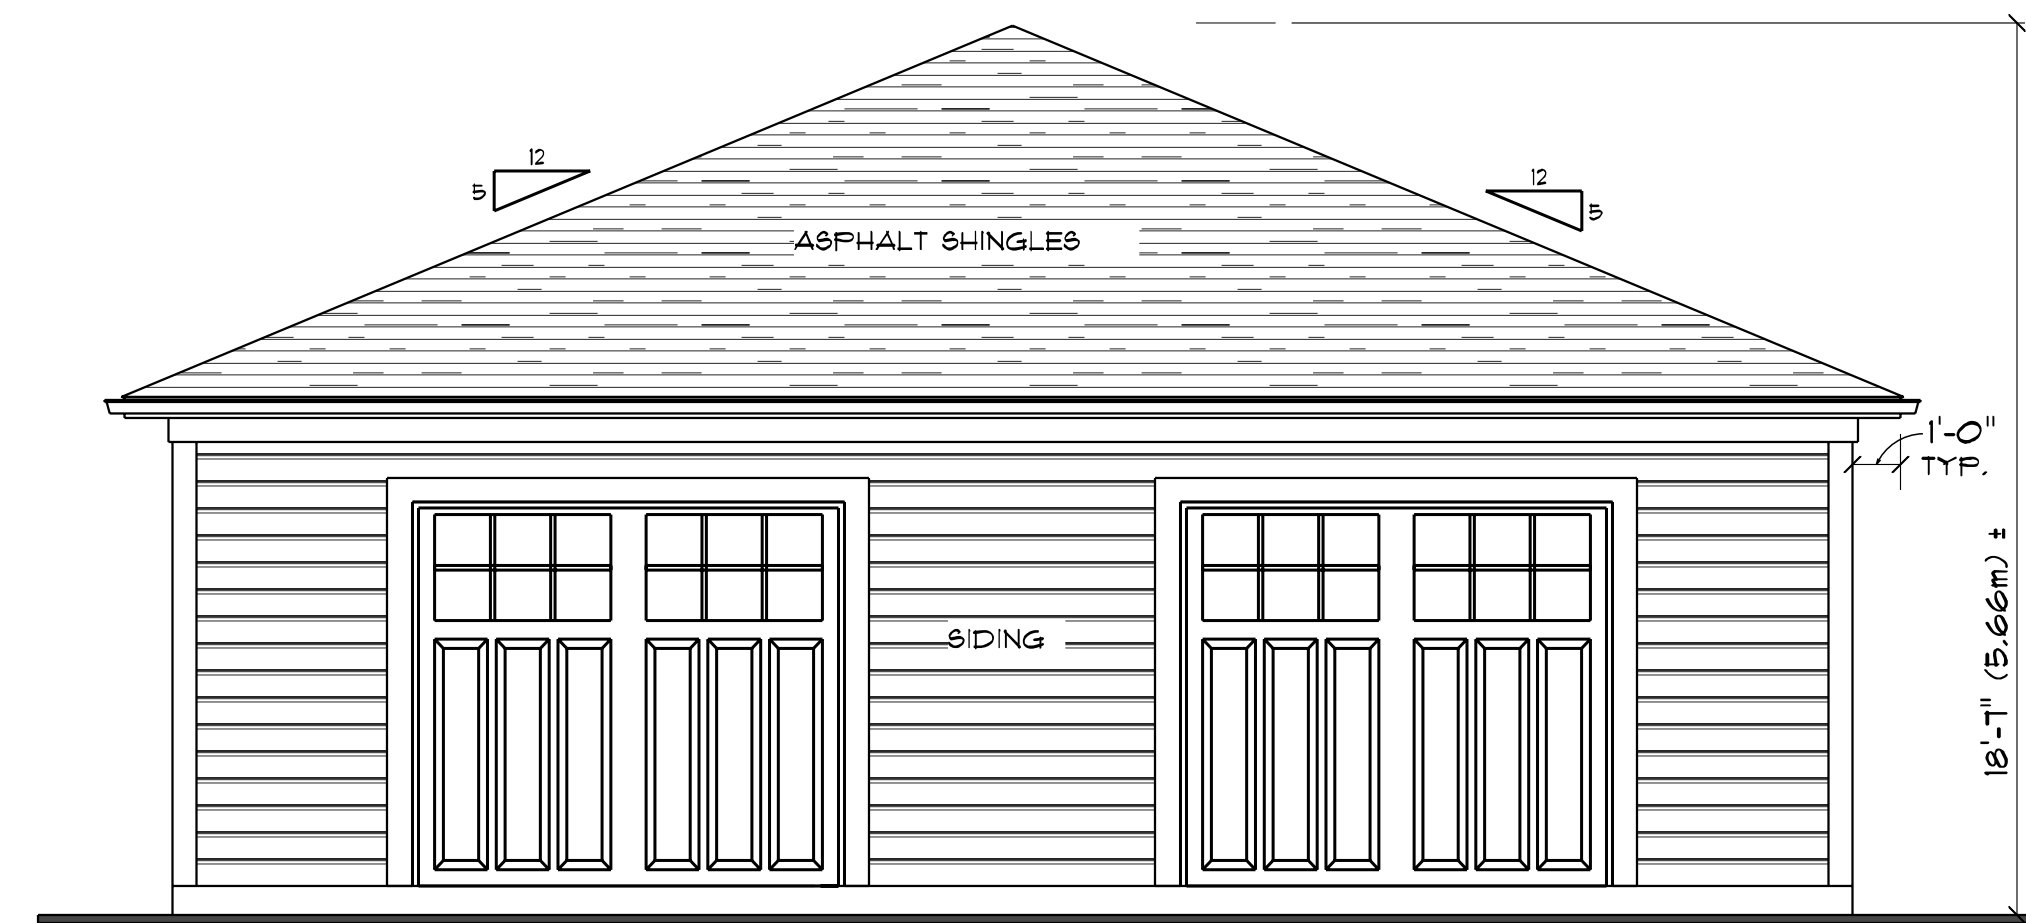 12
5
12
5
ASPHALT SHINGLES
1'-0"
TYP.
SIDING
18'-7" (5.66m) ±